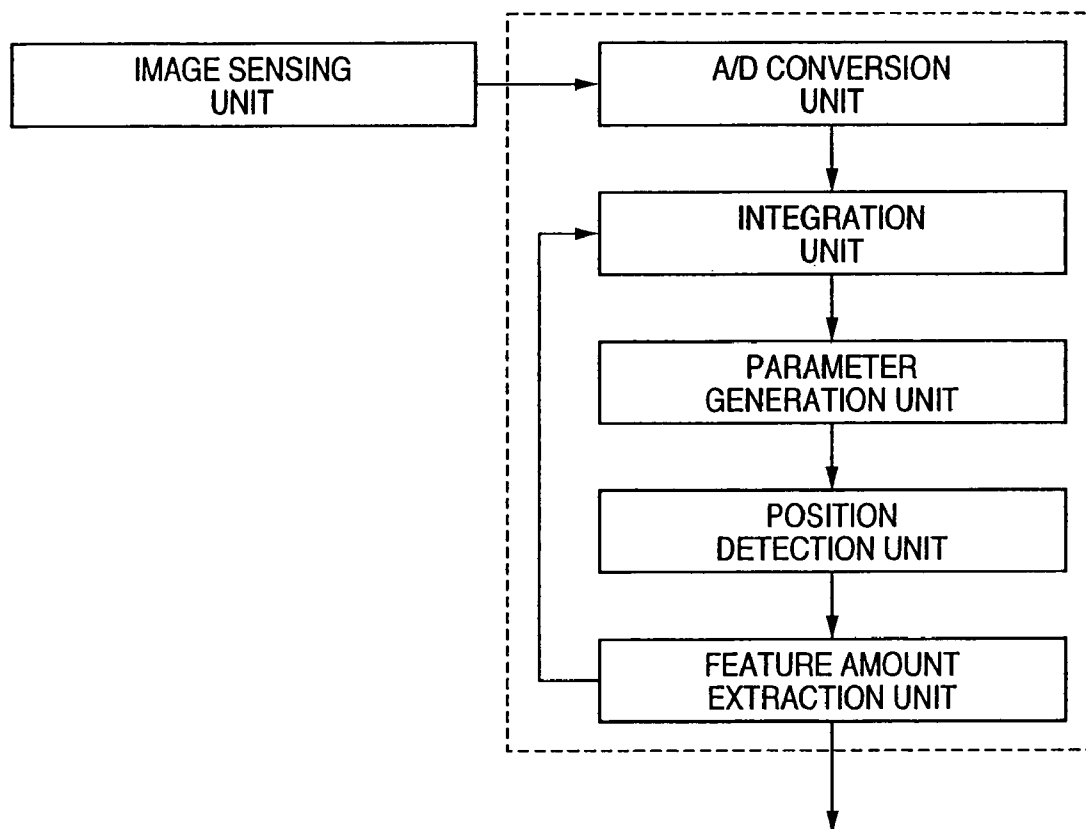 IMAGE SENSING
UNIT
A/D CONVERSION
UNIT
INTEGRATION
UNIT
PARAMETER
GENERATION UNIT
POSITION
DETECTION UNIT
FEATURE AMOUNT
EXTRACTION UNIT